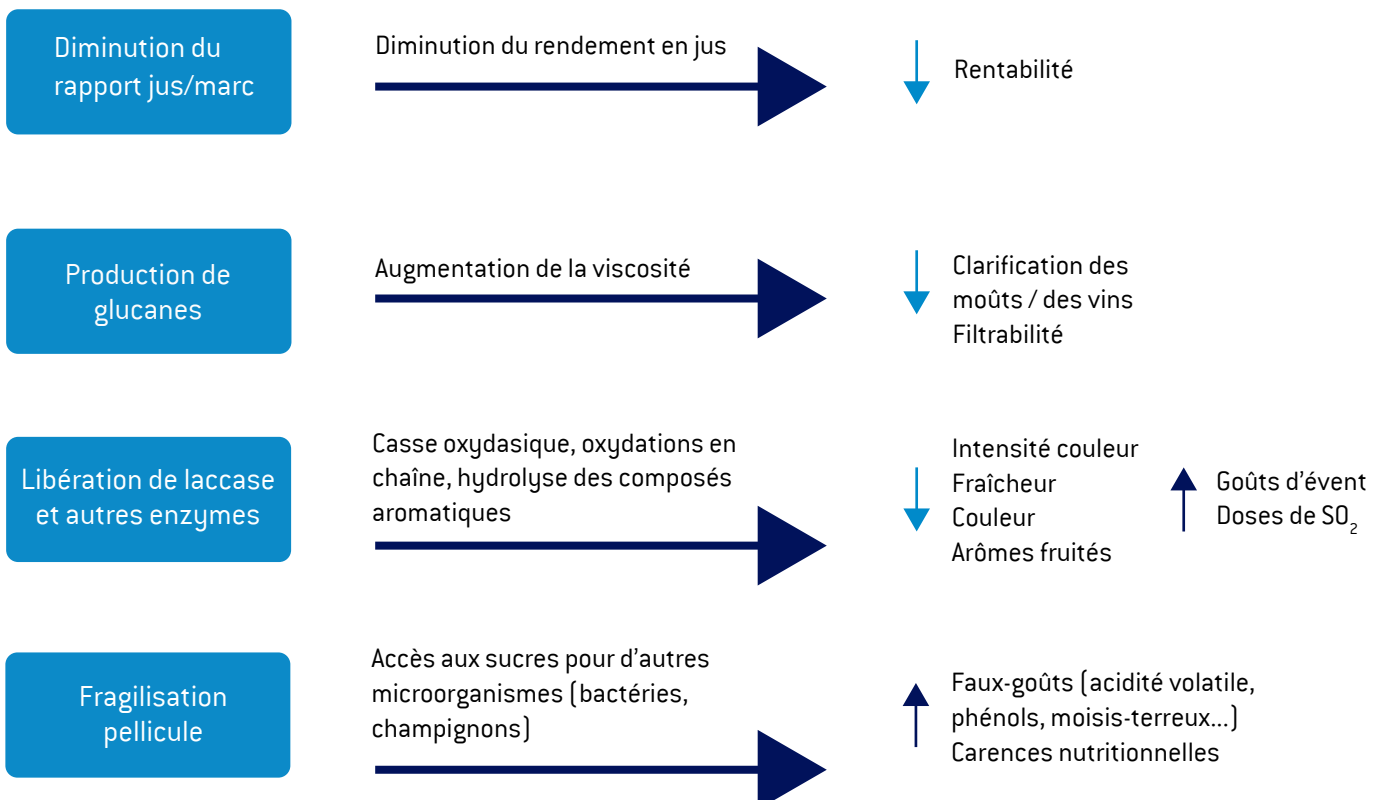 Diminution du
rapport jus/marc
Diminution du rendement en jus
Rentabilité
Production de
glucanes
Augmentation de la viscosité
Clarification des
moûts / des vins
Filtrabilité
Libération de laccase
et autres enzymes
Casse oxydasique, oxydations en
chaîne, hydrolyse des composés
aromatiques
Intensité couleur
Fraîcheur
Couleur
Arômes fruités
Goûts d'évent
Doses de SO₂
Fragilisation
pellicule
Accès aux sucres pour d'autres
microorganismes (bactéries,
champignons)
Faux-goûts (acidité volatile,
phénols, moisis-terreux...)
Carences nutritionnelles